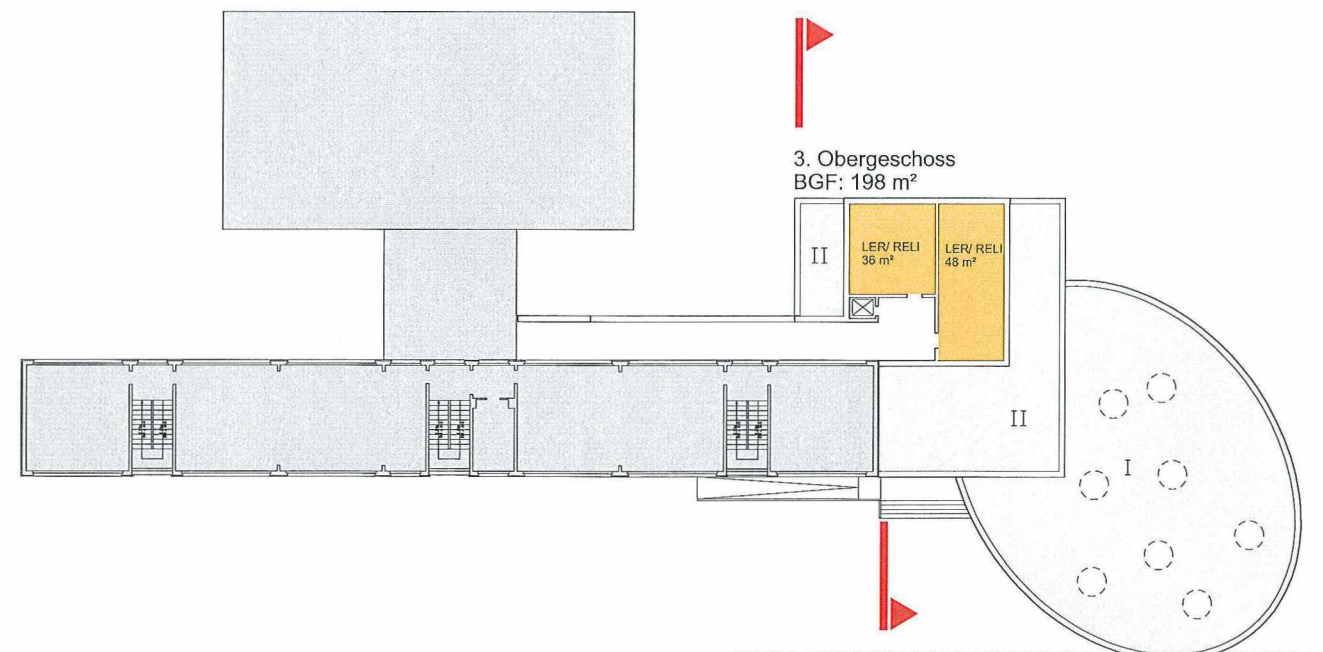 3. Obergeschoss
BGF: 198 m²
II
LER/ RELI
36 m²
LER/ RELI
48 m²
II
I